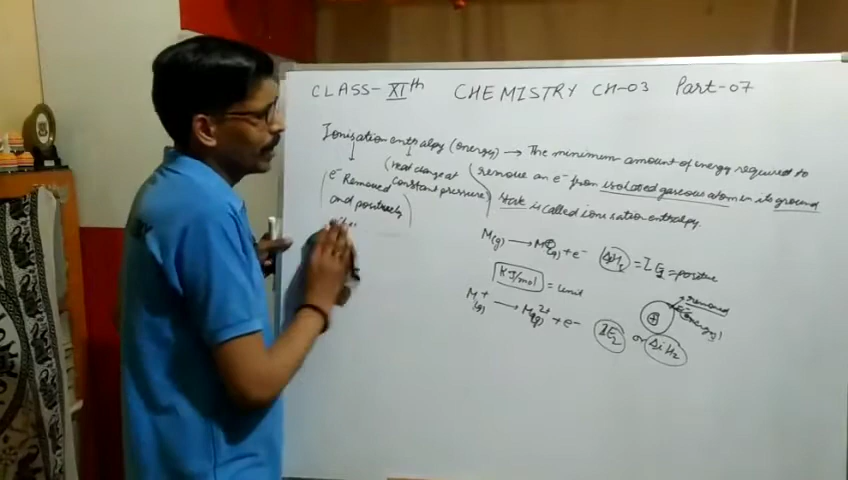 CLASS- XIth CHEMISTRY CH-03 Part-07
Ionisation enthalpy (energy) → The minimum amount of energy required to
remove an e- from isolated gaseous atom in its ground
state is called ionisation enthalpy.
(heat change at
constant pressure)
e- Removed
and positively
M(g) → M⊕(g) + e- ΔiH1 = IE1 = positive
KJ/mol = unit
M+(g) → M2+(g) + e- IE2 or ΔiH2
removed
e- (energy)